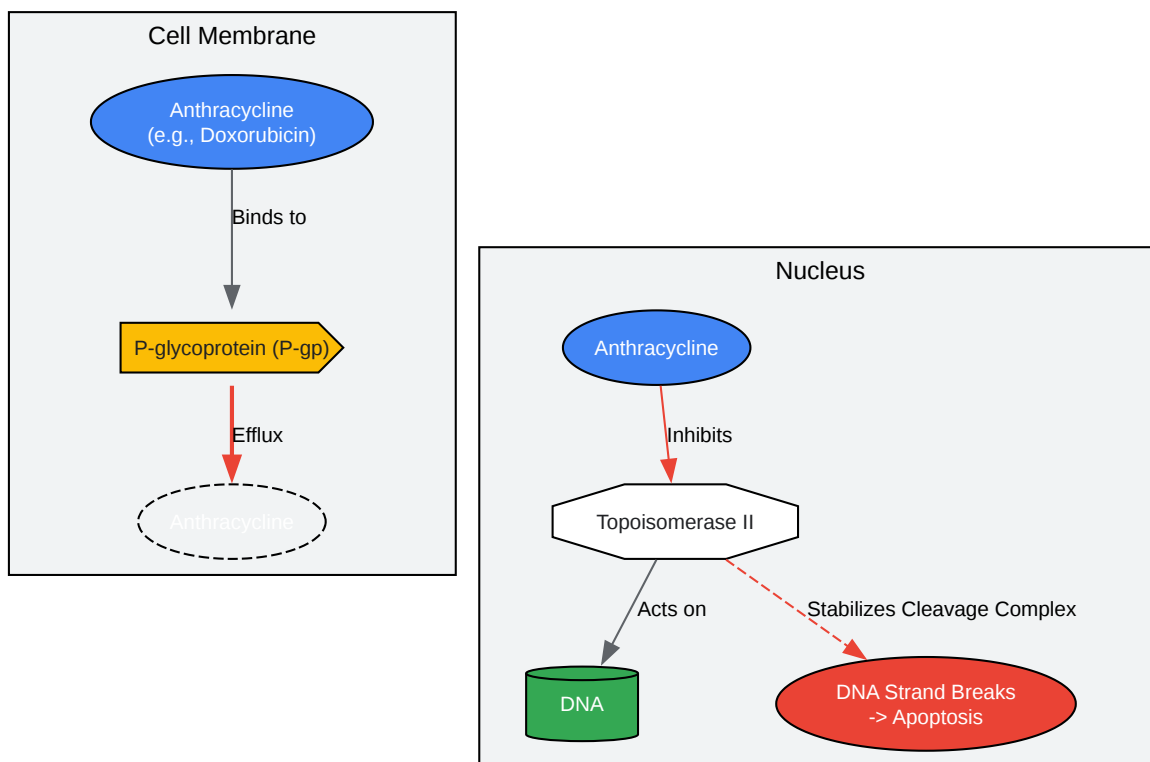 Cell Membrane
Anthracycline
(e.g., Doxorubicin)
Binds to
P-glycoprotein (P-gp)
Efflux
Anthracycline
Nucleus
Anthracycline
Inhibits
Topoisomerase II
Acts on
Stabilizes Cleavage Complex
DNA
DNA Strand Breaks
-> Apoptosis